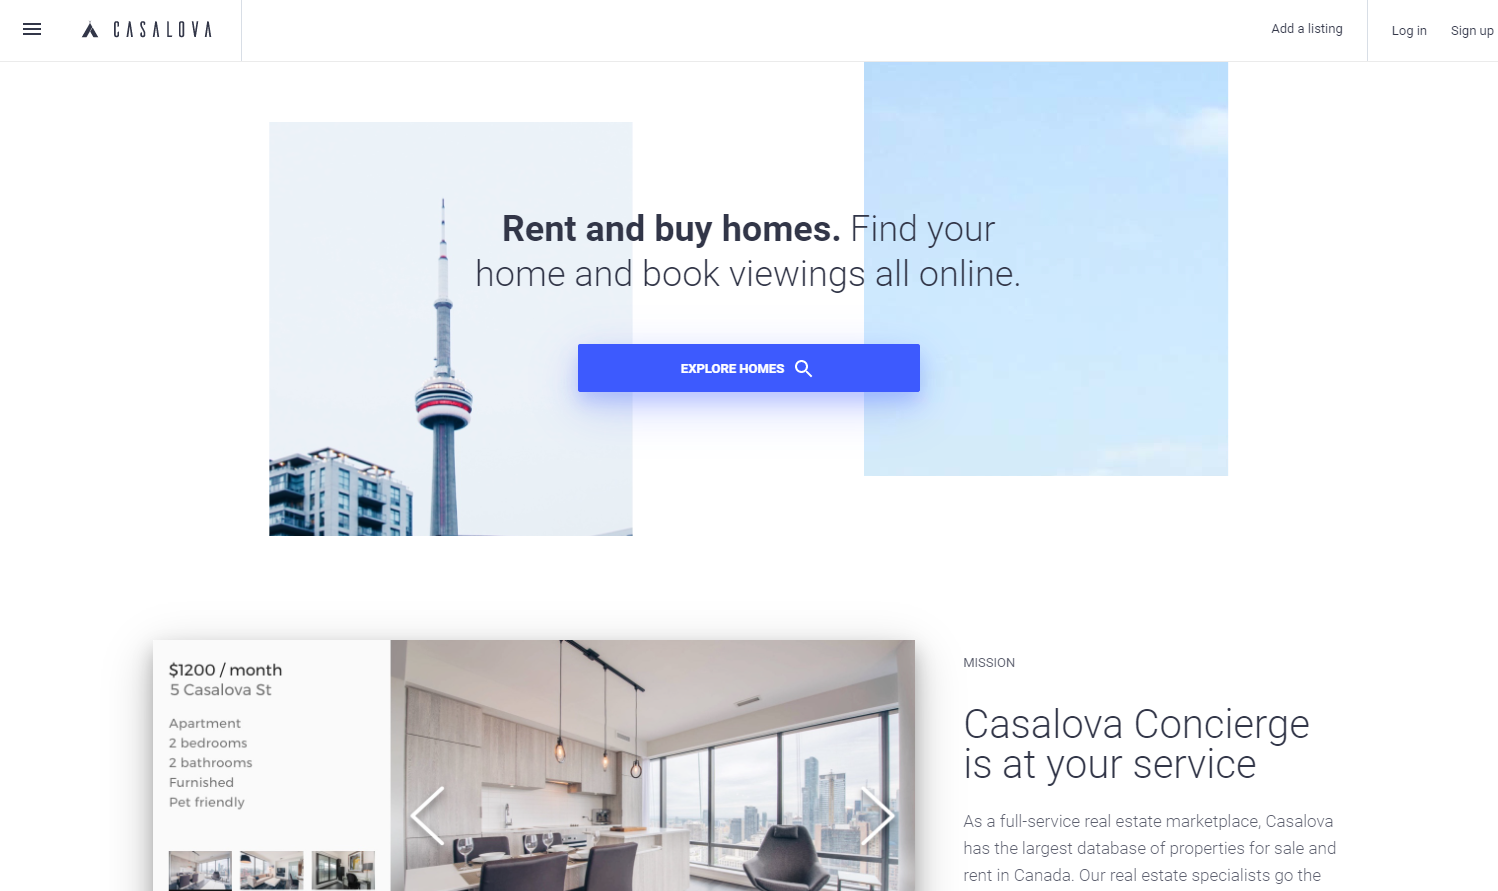 CASALOVA
Add a listing
Log in
Sign up
Rent and buy homes. Find your
home and book viewings all online.
EXPLORE HOMES
$1200 / month
5 Casalova St
Apartment
2 bedrooms
2 bathrooms
Furnished
Pet friendly
MISSION
Casalova Concierge
is at your service
As a full-service real estate marketplace, Casalova
has the largest database of properties for sale and
rent in Canada. Our real estate specialists go the